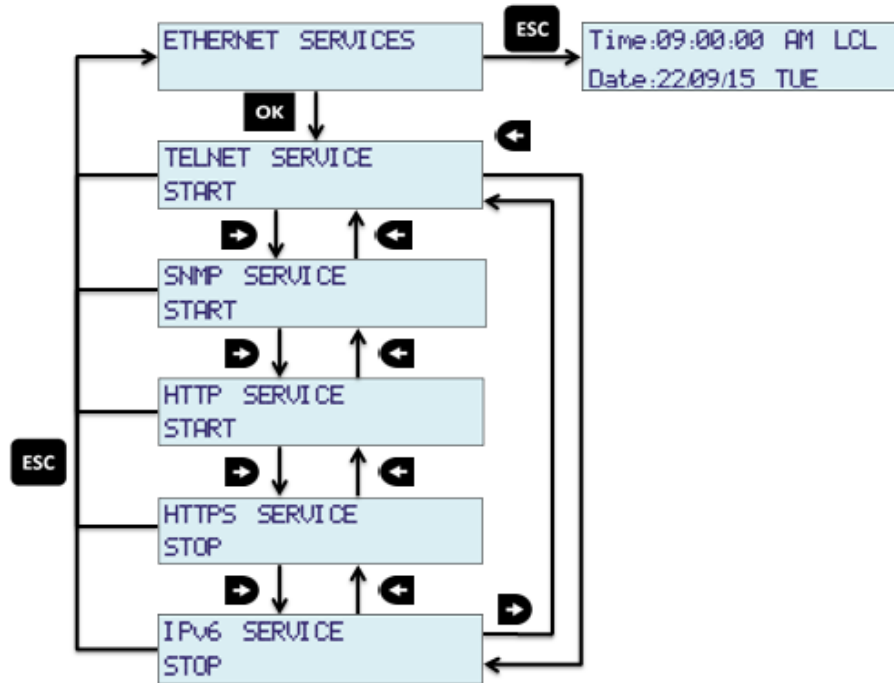 ETHERNET SERVICES
ESC
Time:09:00:00 AM LCL
Date:22/09/15 TUE
OK
TELNET SERVICE
START
SNMP SERVICE
START
HTTP SERVICE
START
ESC
HTTPS SERVICE
STOP
IPv6 SERVICE
STOP